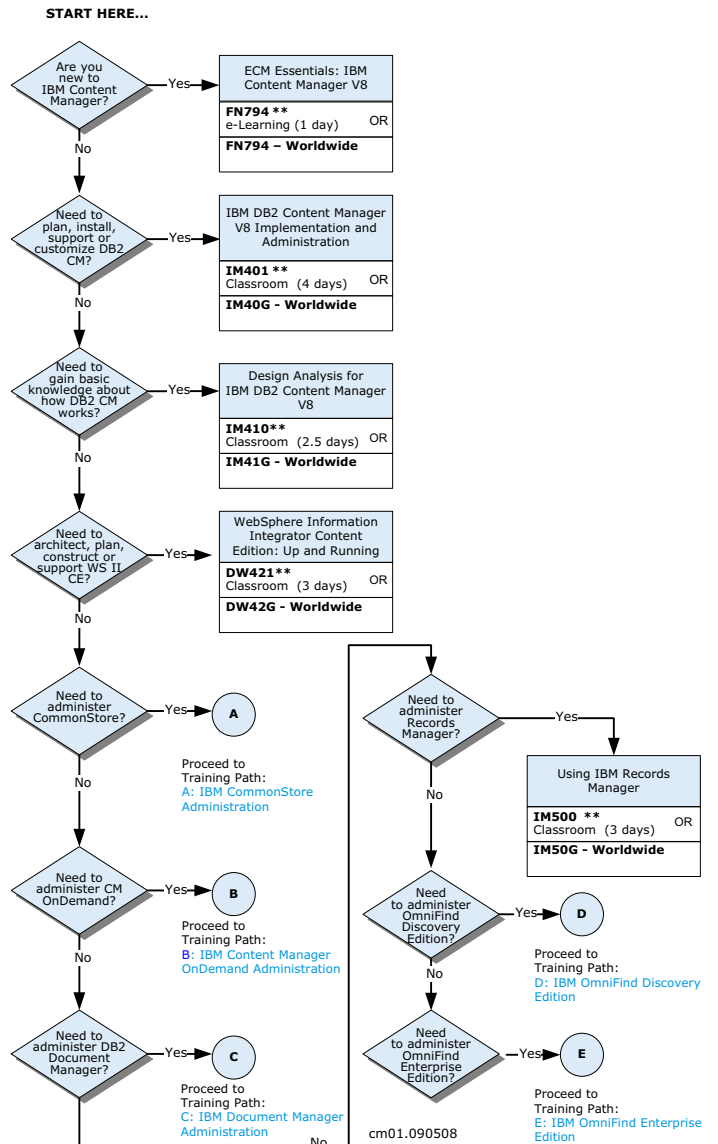 START HERE...
Are you
new to
IBM Content
Manager?
Yes
ECM Essentials: IBM
Content Manager V8
FN794 **
e-Learning (1 day)
OR
FN794 – Worldwide
No
Need to
plan, install,
support or
customize DB2
CM?
Yes
IBM DB2 Content Manager
V8 Implementation and
Administration
IM401 **
Classroom (4 days)
OR
IM40G - Worldwide
No
Need to
gain basic
knowledge about
how DB2 CM
works?
Yes
Design Analysis for
IBM DB2 Content Manager
V8
IM410**
Classroom (2.5 days)
OR
IM41G - Worldwide
No
Need to
architect, plan,
construct or
support WS II
CE?
Yes
WebSphere Information
Integrator Content
Edition: Up and Running
DW421**
Classroom (3 days)
OR
DW42G - Worldwide
No
Need to
administer
CommonStore?
Yes
A
Proceed to
Training Path:
A: IBM CommonStore
Administration
No
Need to
administer CM
OnDemand?
Yes
B
Proceed to
Training Path:
B: IBM Content Manager
OnDemand Administration
No
Need to
administer DB2
Document
Manager?
Yes
C
Proceed to
Training Path:
C: IBM Document Manager
Administration
No
Need to
administer
Records
Manager?
Yes
Using IBM Records
Manager
IM500 **
Classroom (3 days)
OR
IM50G - Worldwide
No
Need
to administer
OmniFind
Discovery
Edition?
Yes
D
Proceed to
Training Path:
D: IBM OmniFind Discovery
Edition
No
Need
to administer
OmniFind
Enterprise
Edition?
Yes
E
Proceed to
Training Path:
E: IBM OmniFind Enterprise
Edition
cm01.090508